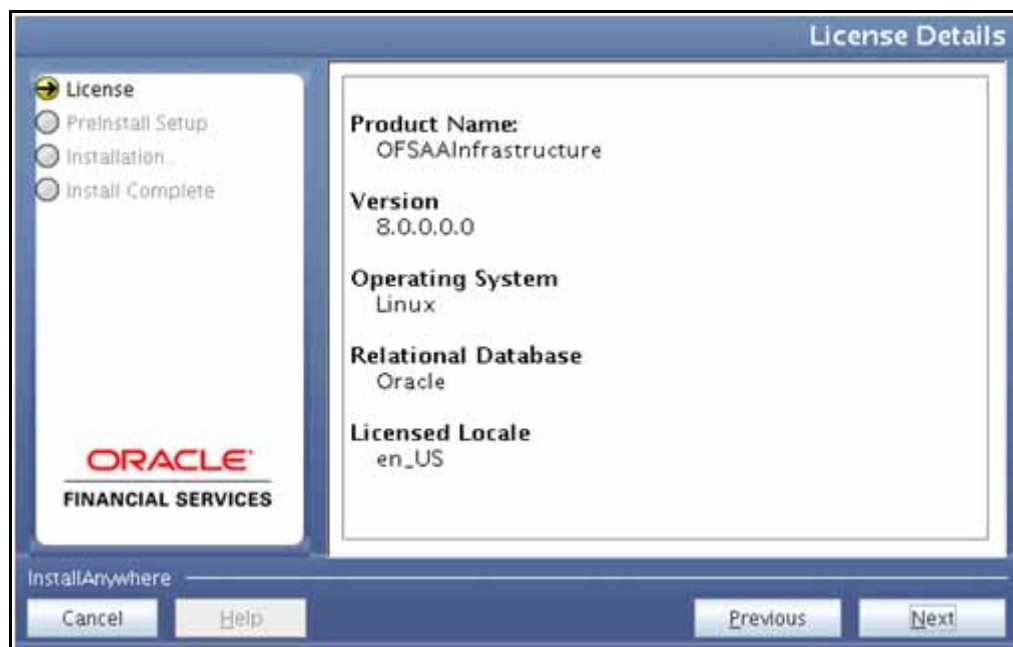 License Details
License
PreInstall Setup
Installation..
Install Complete
ORACLE
FINANCIAL SERVICES
Product Name:
OFSAAInfrastructure
Version
8.0.0.0.0
Operating System
Linux
Relational Database
Oracle
Licensed Locale
en_US
InstallAnywhere
Cancel
Help
Previous
Next